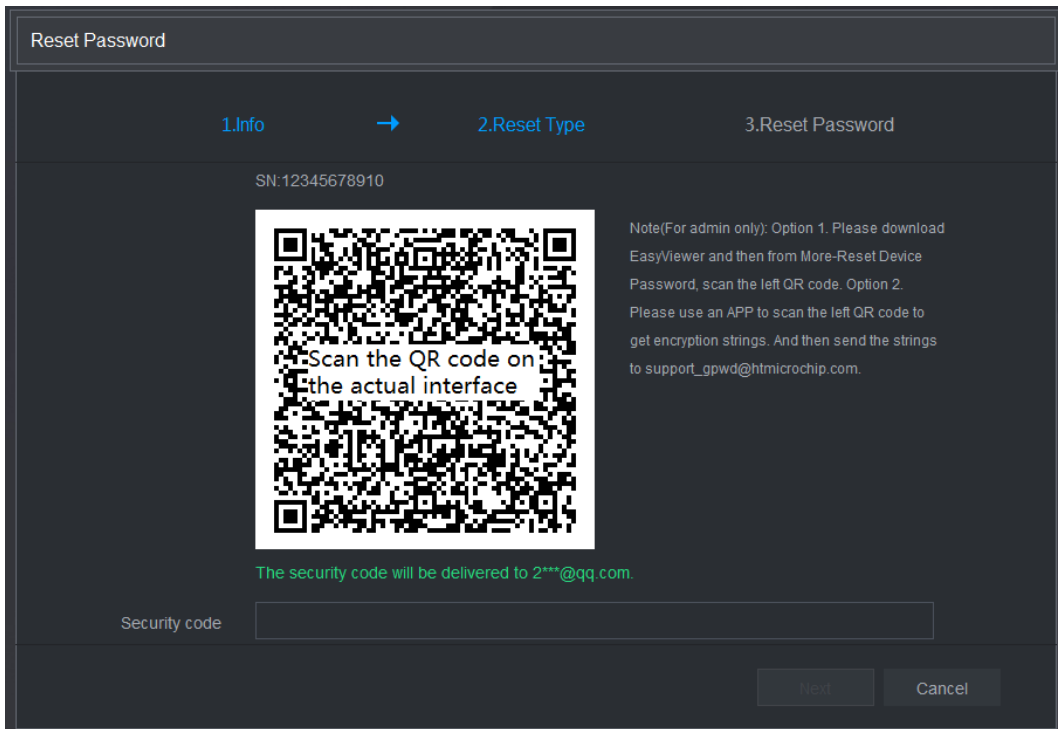 Reset Password
1.Info → 2.Reset Type 3.Reset Password
SN:12345678910
Scan the QR code on
the actual interface
Note(For admin only): Option 1. Please download
EasyViewer and then from More-Reset Device
Password, scan the left QR code. Option 2.
Please use an APP to scan the left QR code to
get encryption strings. And then send the strings
to support_gpwd@htmicrochip.com.
The security code will be delivered to 2***@qq.com.
Security code
Next Cancel